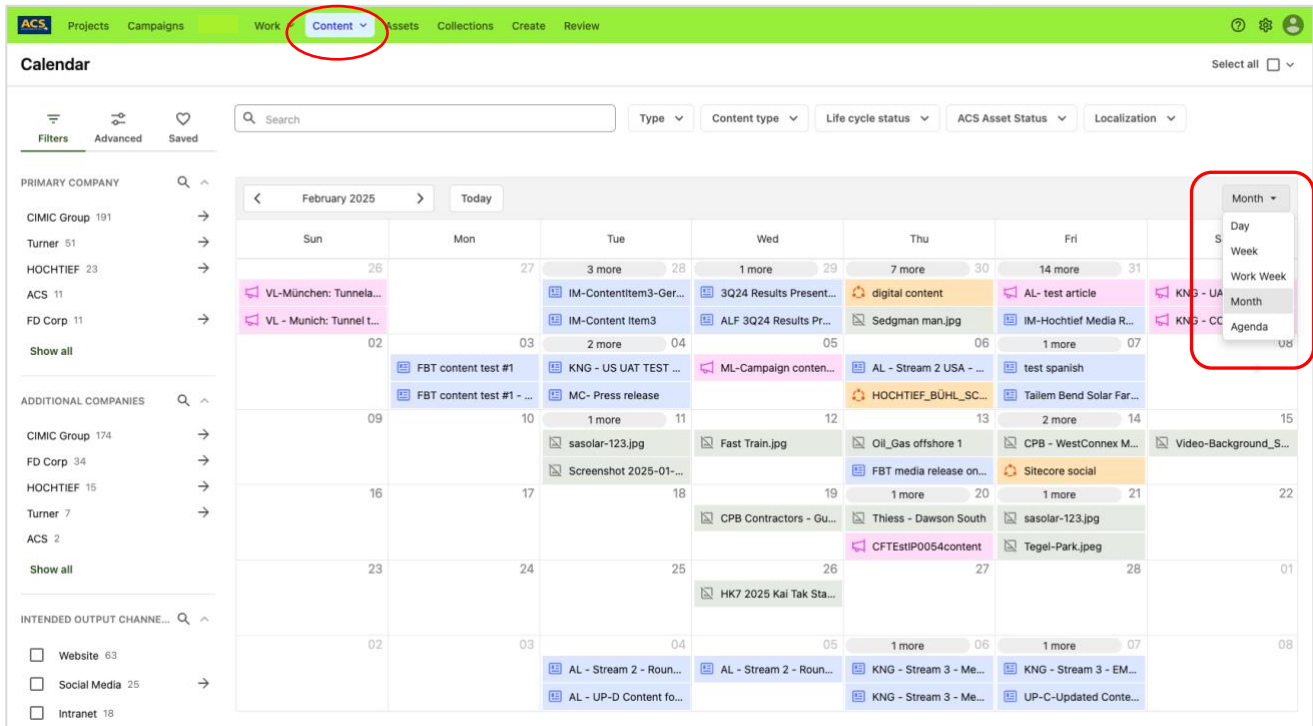 ACS Projects Campaigns Work Content Assets Collections Create Review
Calendar
Select all
Filters Advanced Saved
Search
Type Content type Life cycle status ACS Asset Status Localization
PRIMARY COMPANY
CIMIC Group 191
Turner 51
HOCHTIEF 23
ACS 11
FD Corp 11
Show all
ADDITIONAL COMPANIES
CIMIC Group 174
FD Corp 34
HOCHTIEF 15
Turner 7
ACS 2
Show all
INTENDED OUTPUT CHANNE...
Website 63
Social Media 25
Intranet 18
February 2025 Today
Month
Day
Week
Work Week
Month
Agenda
Sun Mon Tue Wed Thu Fri S
26 27 3 more 28 1 more 29 7 more 30 14 more 31
VL-München: Tunnela... IM-ContentItem3-Ger... 3Q24 Results Present... digital content AL- test article KNG - UA
VL - Munich: Tunnel t... IM-Content Item3 ALF 3Q24 Results Pr... Sedgman man.jpg IM-Hochtief Media R... KNG - CC
02 03 2 more 04 05 06 1 more 07 08
FBT content test #1 KNG - US UAT TEST ... ML-Campaign conten... AL - Stream 2 USA - ... test spanish
FBT content test #1 - ... MC- Press release HOCHTIEF_BÜHL_SC... Tailem Bend Solar Far...
09 10 1 more 11 12 13 2 more 14 15
sasolar-123.jpg Fast Train.jpg Oil_Gas offshore 1 CPB - WestConnex M... Video-Background_S...
Screenshot 2025-01-... FBT media release on... Sitecore social
16 17 18 19 1 more 20 1 more 21 22
CPB Contractors - Gu... Thiess - Dawson South sasolar-123.jpg
CFTEstIP0054content Tegel-Park.jpeg
23 24 25 26 27 28 01
HK7 2025 Kai Tak Sta...
02 03 04 05 1 more 06 1 more 07 08
AL - Stream 2 - Roun... AL - Stream 2 - Roun... KNG - Stream 3 - Me... KNG - Stream 3 - EM...
AL - UP-D Content fo... KNG - Stream 3 - Me... UP-C-Updated Conte...